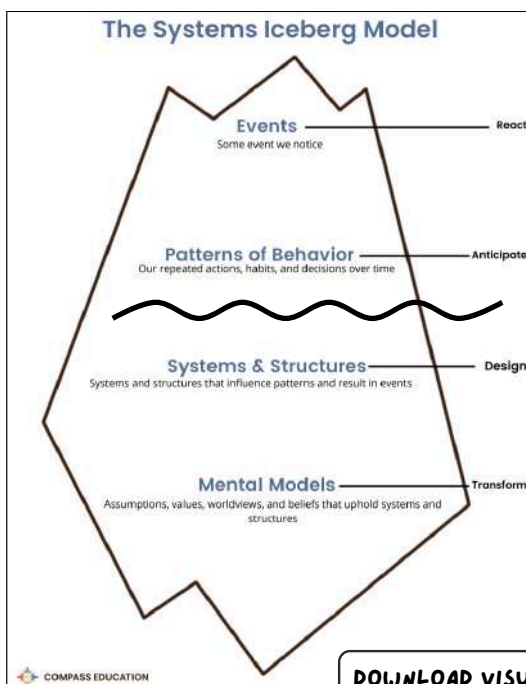 The Systems Iceberg Model
Events
React
Some event we notice
Patterns of Behavior
Anticipate
Our repeated actions, habits, and decisions over time
Systems & Structures
Design
Systems and structures that influence patterns and result in events
Mental Models
Transform
Assumptions, values, worldviews, and beliefs that uphold systems and
structures
COMPASS EDUCATION
DOWNLOAD VISU